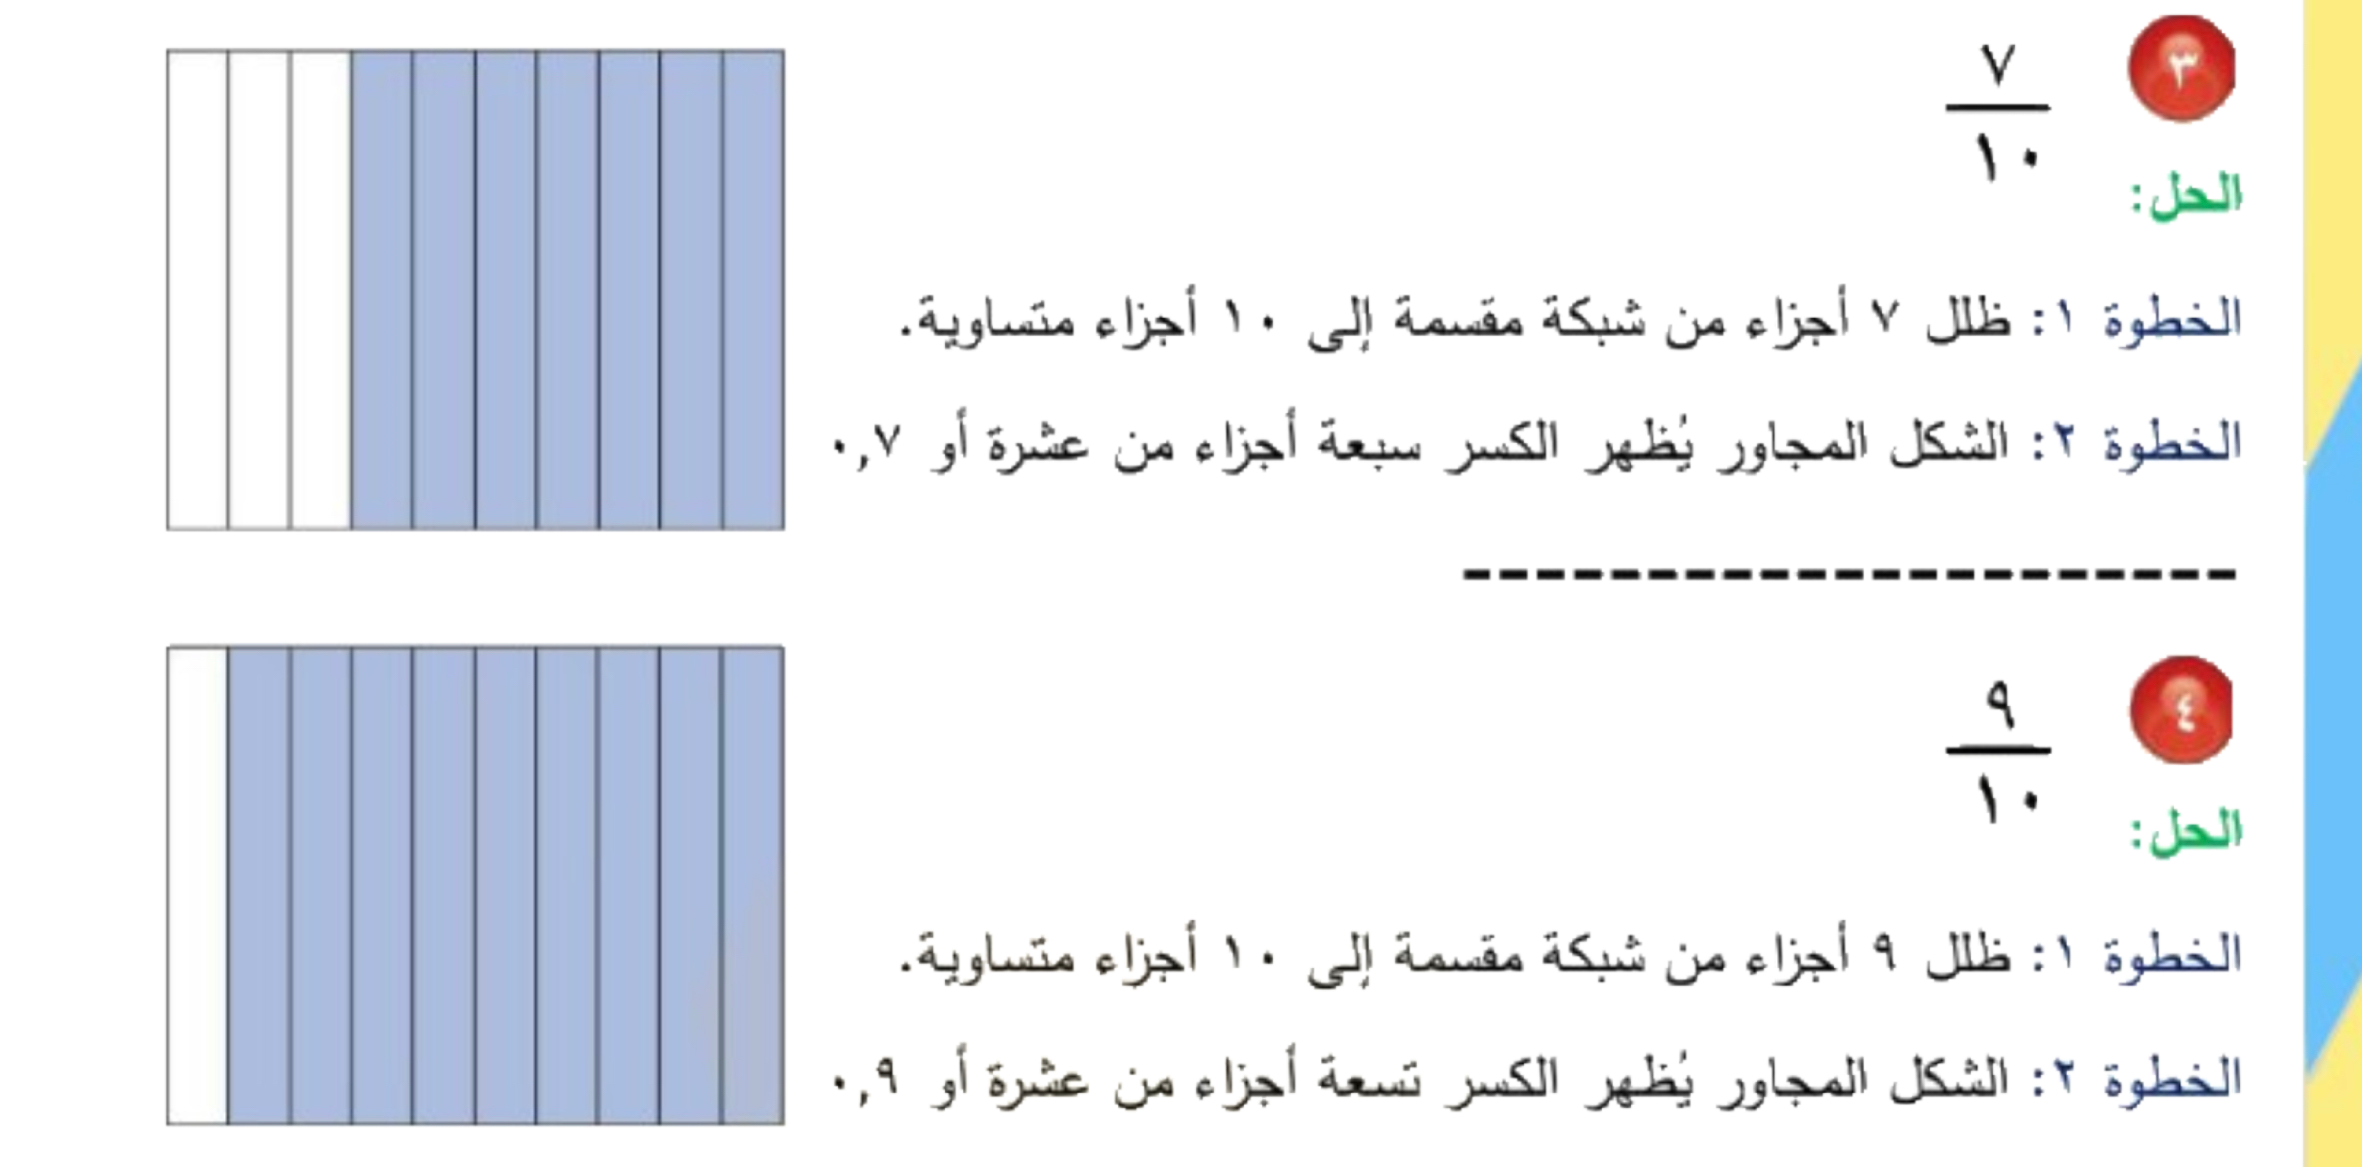 ٣
٧
١٠
الحل:
الخطوة ١: ظلل ٧ أجزاء من شبكة مقسمة إلى ١٠ أجزاء متساوية.
الخطوة ٢: الشكل المجاور يُظهر الكسر سبعة أجزاء من عشرة أو ٠,٧
٤
٩
١٠
الحل:
الخطوة ١: ظلل ٩ أجزاء من شبكة مقسمة إلى ١٠ أجزاء متساوية.
الخطوة ٢: الشكل المجاور يُظهر الكسر تسعة أجزاء من عشرة أو ٠,٩